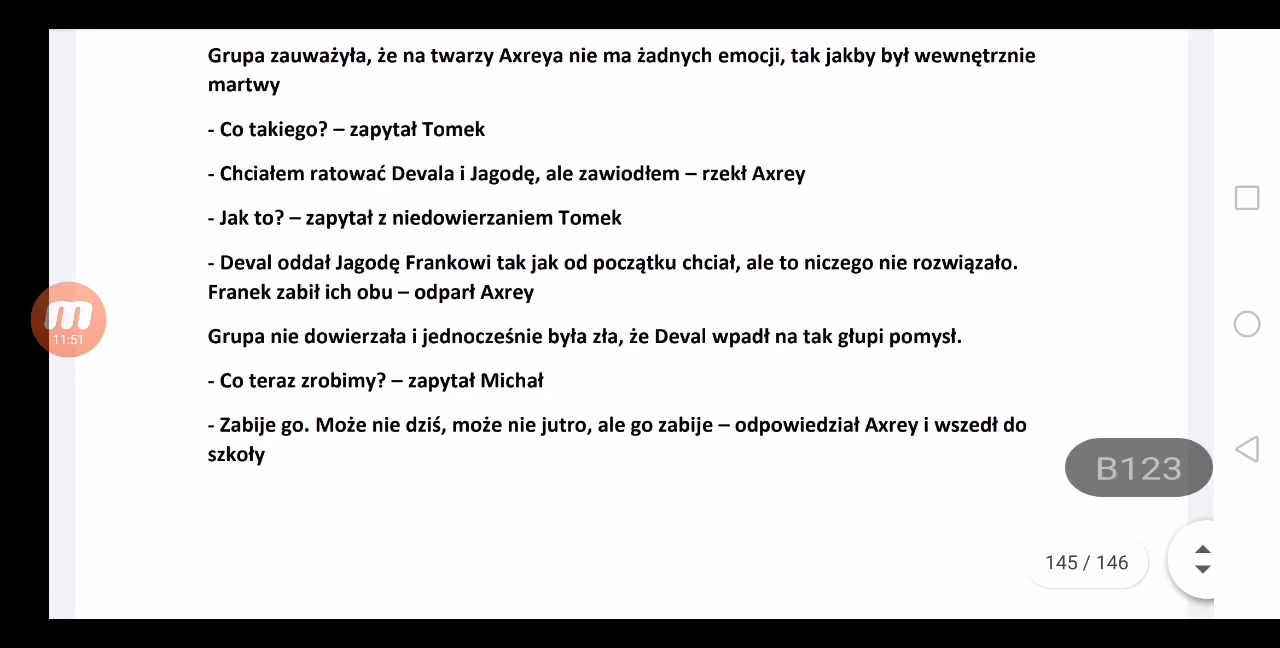 Grupa zauważyła, że na twarzy Axreya nie ma żadnych emocji, tak jakby był wewnętrznie
martwy
- Co takiego? – zapytał Tomek
- Chciałem ratować Devala i Jagodę, ale zawiodłem – rzekł Axrey
- Jak to? – zapytał z niedowierzaniem Tomek
- Deval oddał Jagodę Frankowi tak jak od początku chciał, ale to niczego nie rozwiązało.
Franek zabił ich obu – odparł Axrey
m
11:51
Grupa nie dowierzała i jednocześnie była zła, że Deval wpadł na tak głupi pomysł.
- Co teraz zrobimy? – zapytał Michał
- Zabije go. Może nie dziś, może nie jutro, ale go zabije – odpowiedział Axrey i wszedł do
szkoły
B123
145 / 146